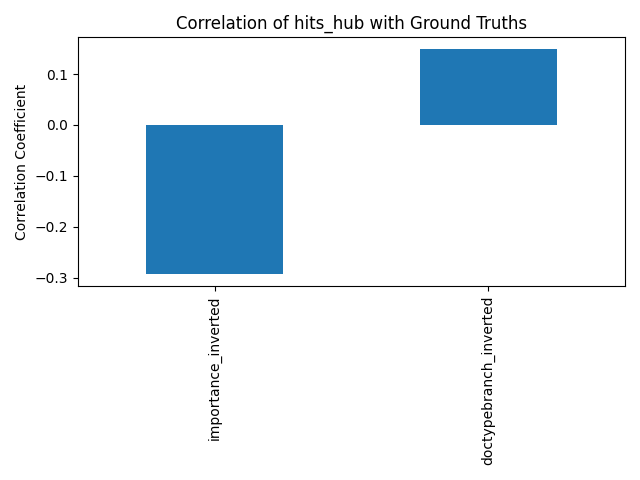 Correlation of hits_hub with Ground Truths
Correlation Coefficient
0.1
0.0
−0.1
−0.2
−0.3
importance_inverted
doctypebranch_inverted